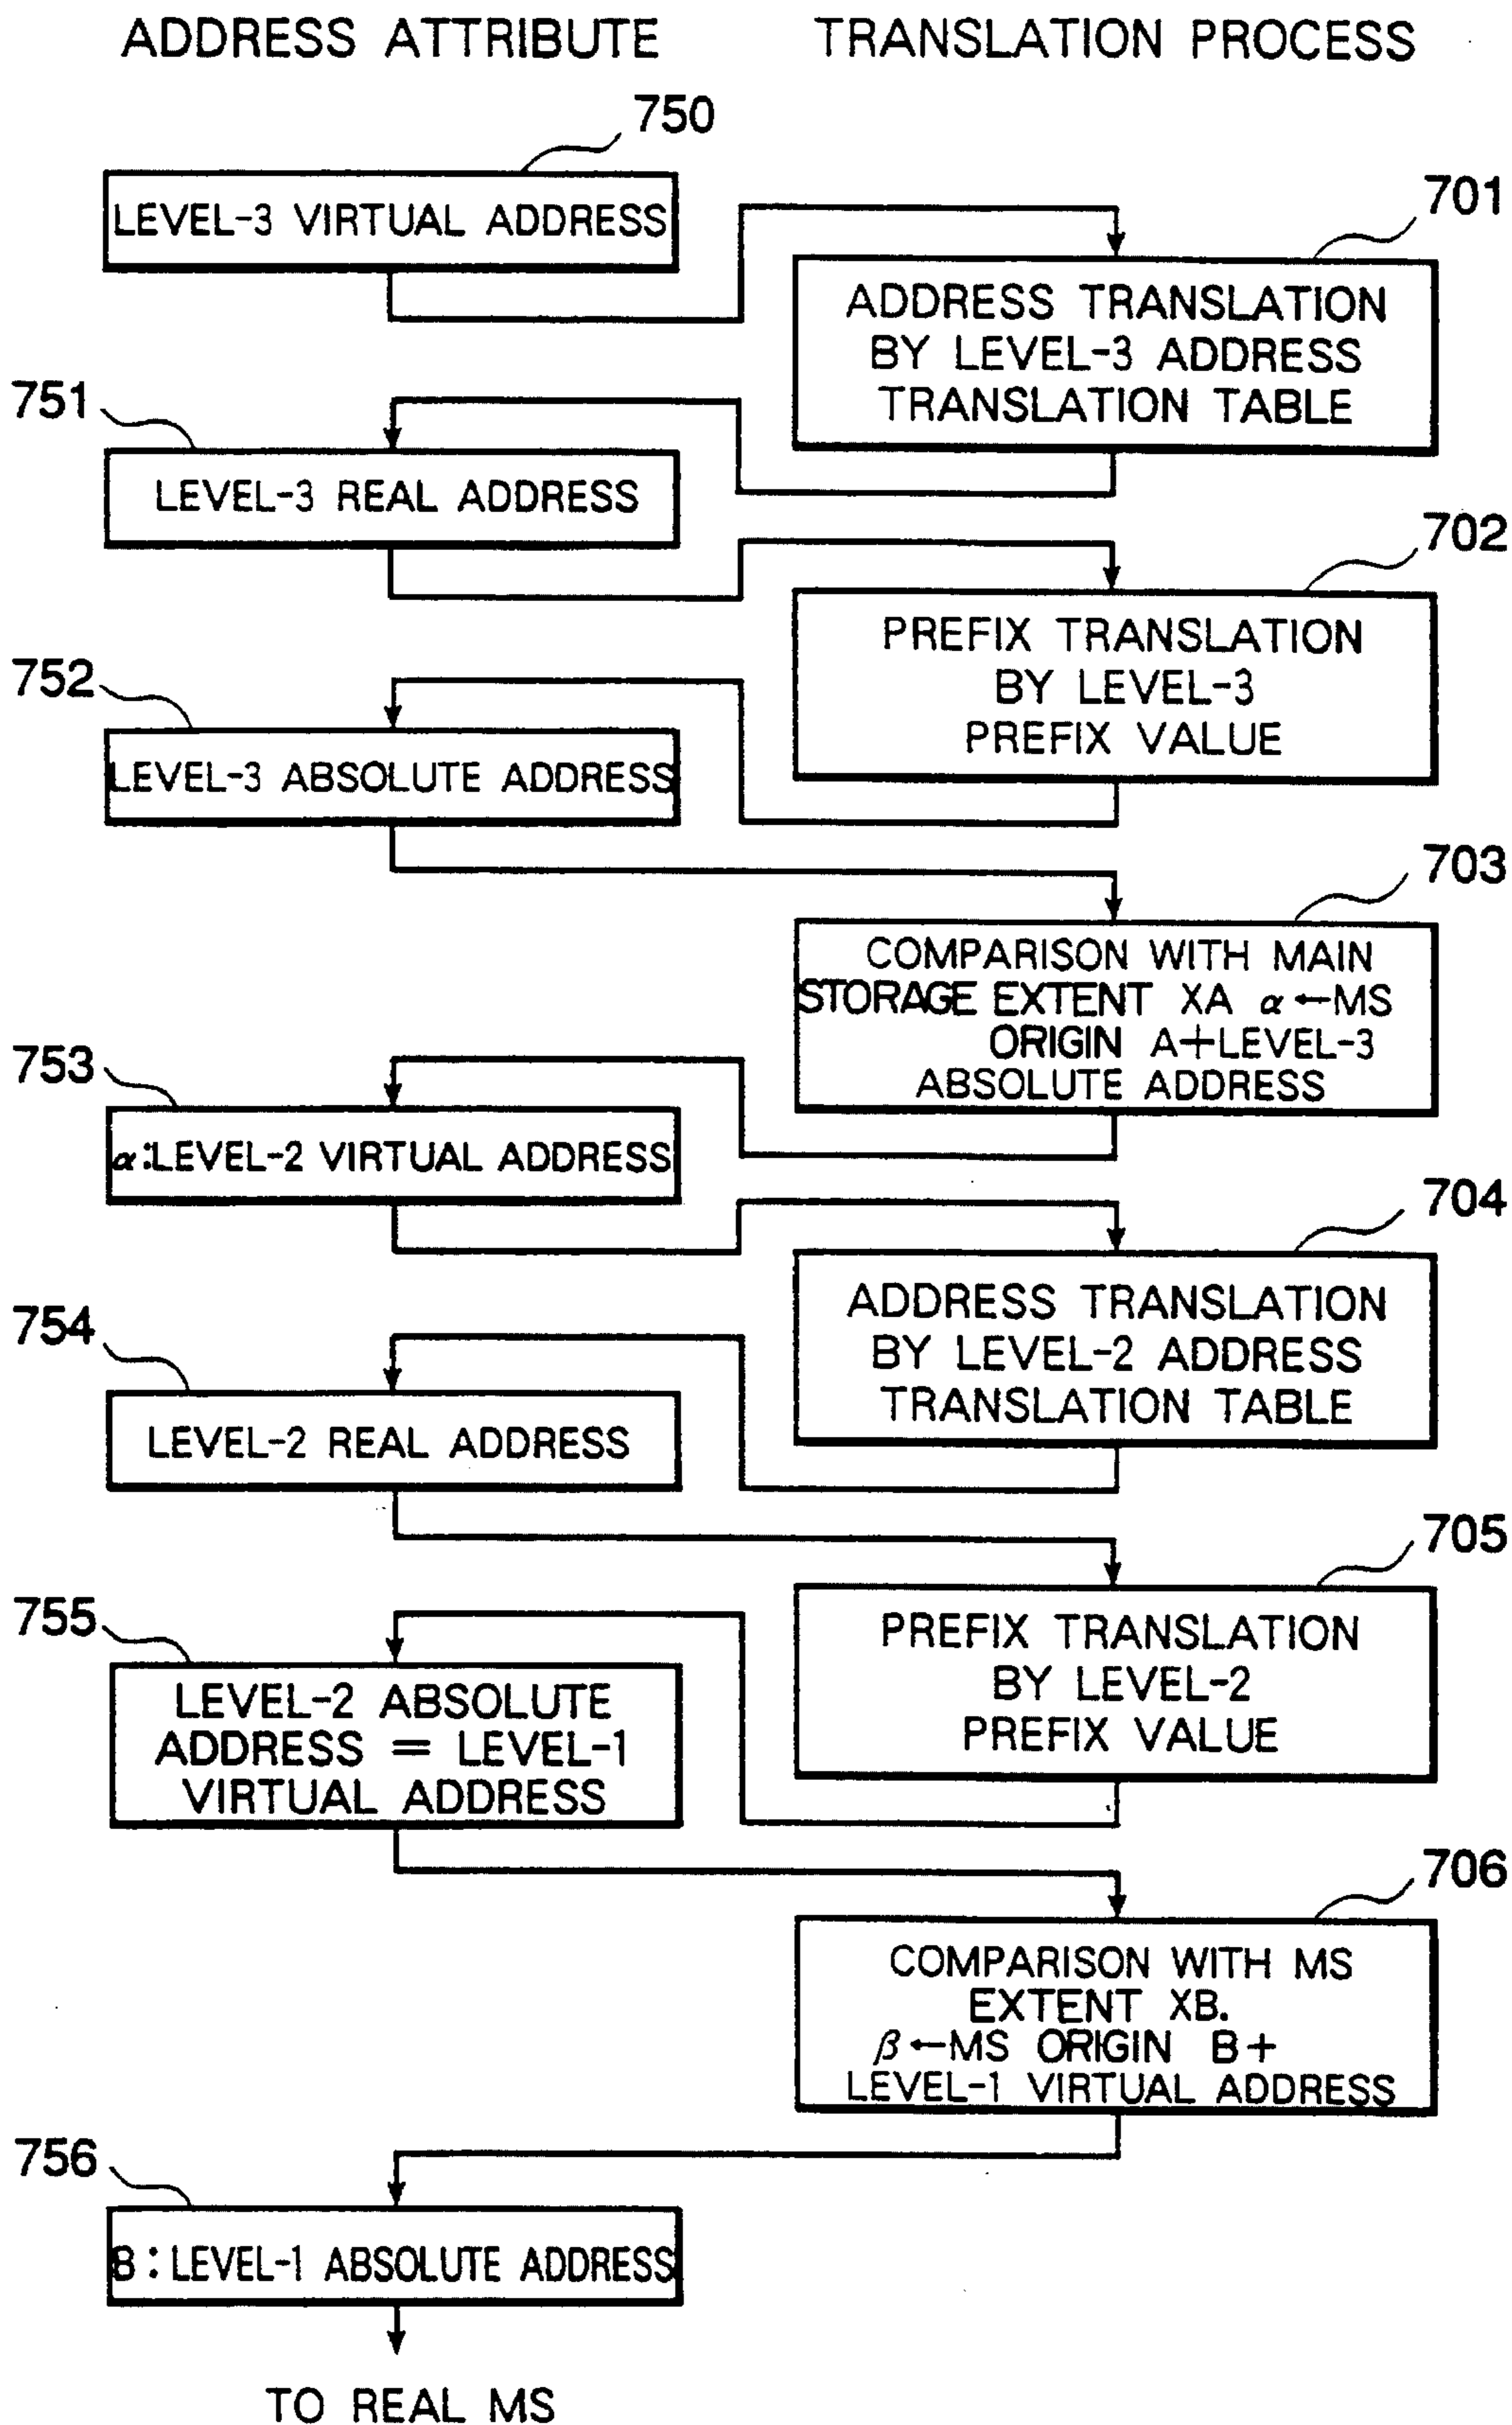 ADDRESS ATTRIBUTE
TRANSLATION PROCESS
750
LEVEL-3 VIRTUAL ADDRESS
701
ADDRESS TRANSLATION
BY LEVEL-3 ADDRESS
TRANSLATION TABLE
751
LEVEL-3 REAL ADDRESS
702
PREFIX TRANSLATION
BY LEVEL-3
PREFIX VALUE
752
LEVEL-3 ABSOLUTE ADDRESS
703
COMPARISON WITH MAIN
STORAGE EXTENT XA α←MS
ORIGIN A+LEVEL-3
ABSOLUTE ADDRESS
753
α:LEVEL-2 VIRTUAL ADDRESS
704
ADDRESS TRANSLATION
BY LEVEL-2 ADDRESS
TRANSLATION TABLE
754
LEVEL-2 REAL ADDRESS
705
PREFIX TRANSLATION
BY LEVEL-2
PREFIX VALUE
755
LEVEL-2 ABSOLUTE
ADDRESS = LEVEL-1
VIRTUAL ADDRESS
706
COMPARISON WITH MS
EXTENT XB.
β←MS ORIGIN B+
LEVEL-1 VIRTUAL ADDRESS
756
B:LEVEL-1 ABSOLUTE ADDRESS
TO REAL MS